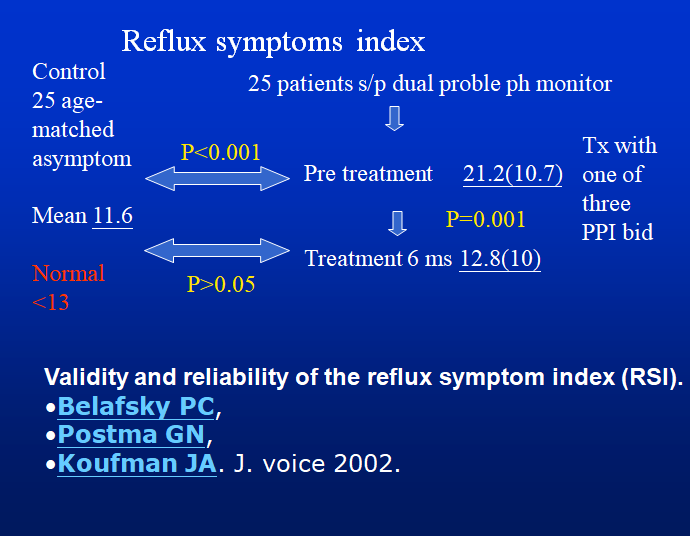 Reflux symptoms index
Control
25 age-
matched
asymptom
Mean 11.6
Normal
<13
25 patients s/p dual proble ph monitor
P<0.001
Pre treatment 21.2(10.7)
P=0.001
Treatment 6 ms 12.8(10)
P>0.05
Tx with
one of
three
PPI bid
Validity and reliability of the reflux symptom index (RSI).
•Belafsky PC,
•Postma GN,
•Koufman JA. J. voice 2002.